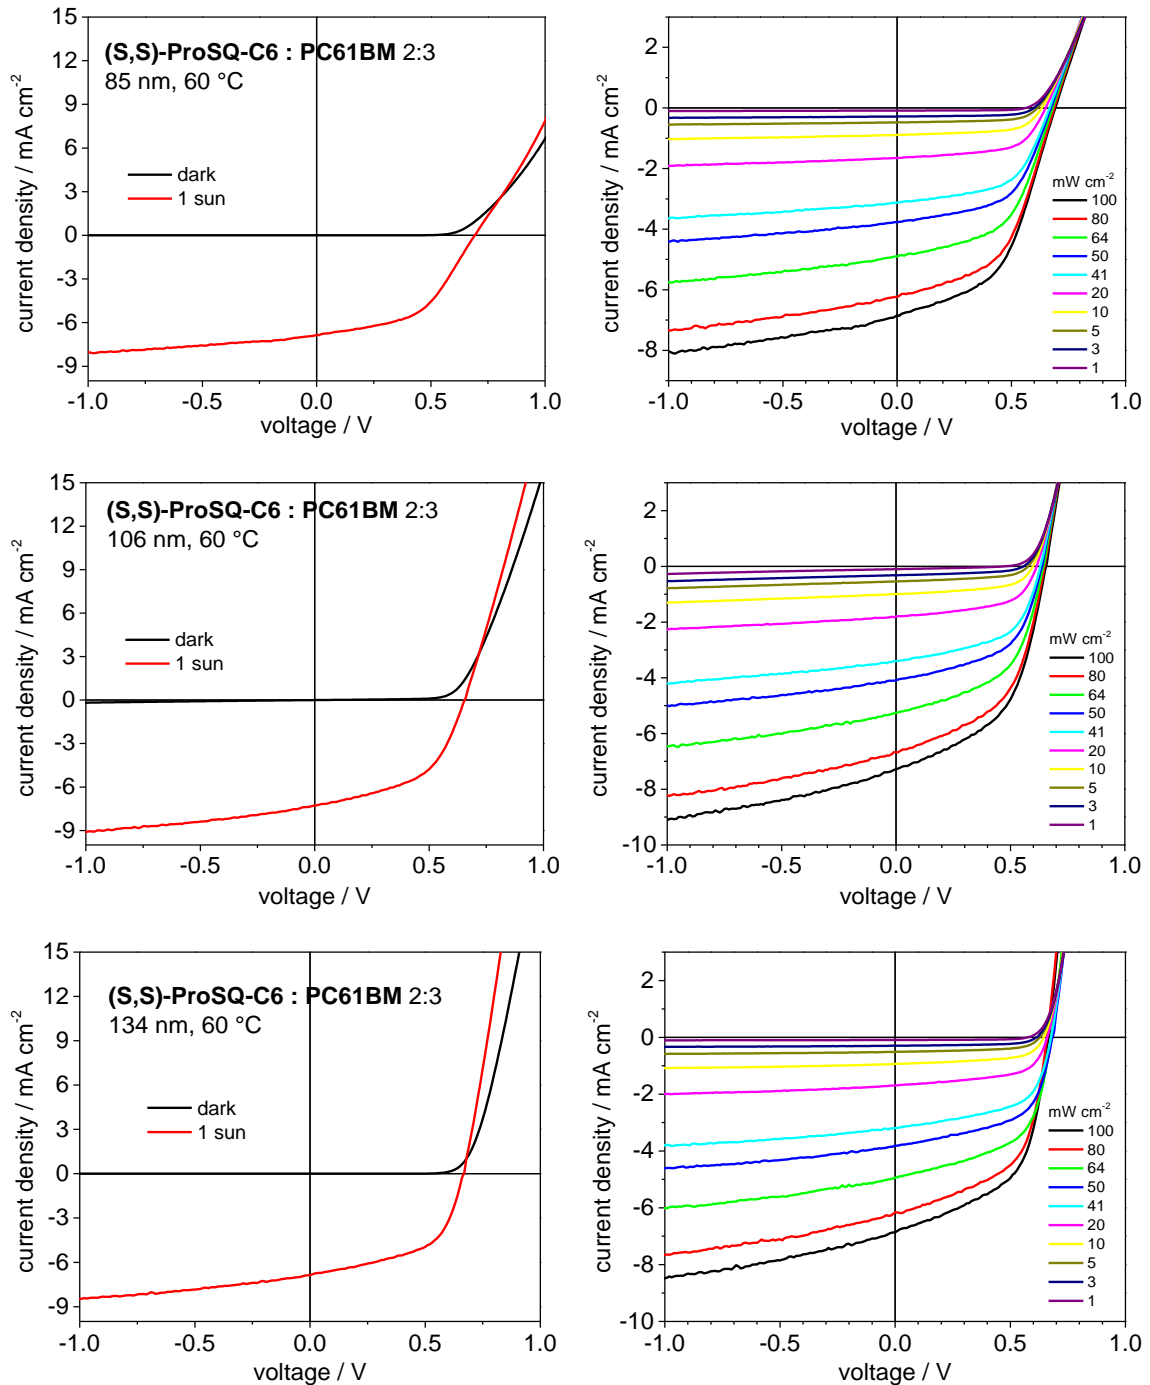 (S,S)-ProSQ-C6 : PC61BM 2:3
85 nm, 60 °C
dark
1 sun
current density / mA cm-2
15
12
9
6
3
0
-3
-6
-9
-1.0 -0.5 0.0 0.5 1.0
voltage / V
current density / mA cm-2
2
0
-2
-4
-6
-8
mW cm-2
100
80
64
50
41
20
10
5
3
1
-1.0 -0.5 0.0 0.5 1.0
voltage / V
(S,S)-ProSQ-C6 : PC61BM 2:3
106 nm, 60 °C
dark
1 sun
current density / mA cm-2
15
12
9
6
3
0
-3
-6
-9
-1.0 -0.5 0.0 0.5 1.0
voltage / V
current density / mA cm-2
2
0
-2
-4
-6
-8
-10
mW cm-2
100
80
64
50
41
20
10
5
3
1
-1.0 -0.5 0.0 0.5 1.0
voltage / V
(S,S)-ProSQ-C6 : PC61BM 2:3
134 nm, 60 °C
dark
1 sun
current density / mA cm-2
15
12
9
6
3
0
-3
-6
-9
-1.0 -0.5 0.0 0.5 1.0
voltage / V
current density / mA cm-2
2
0
-2
-4
-6
-8
-10
mW cm-2
100
80
64
50
41
20
10
5
3
1
-1.0 -0.5 0.0 0.5 1.0
voltage / V